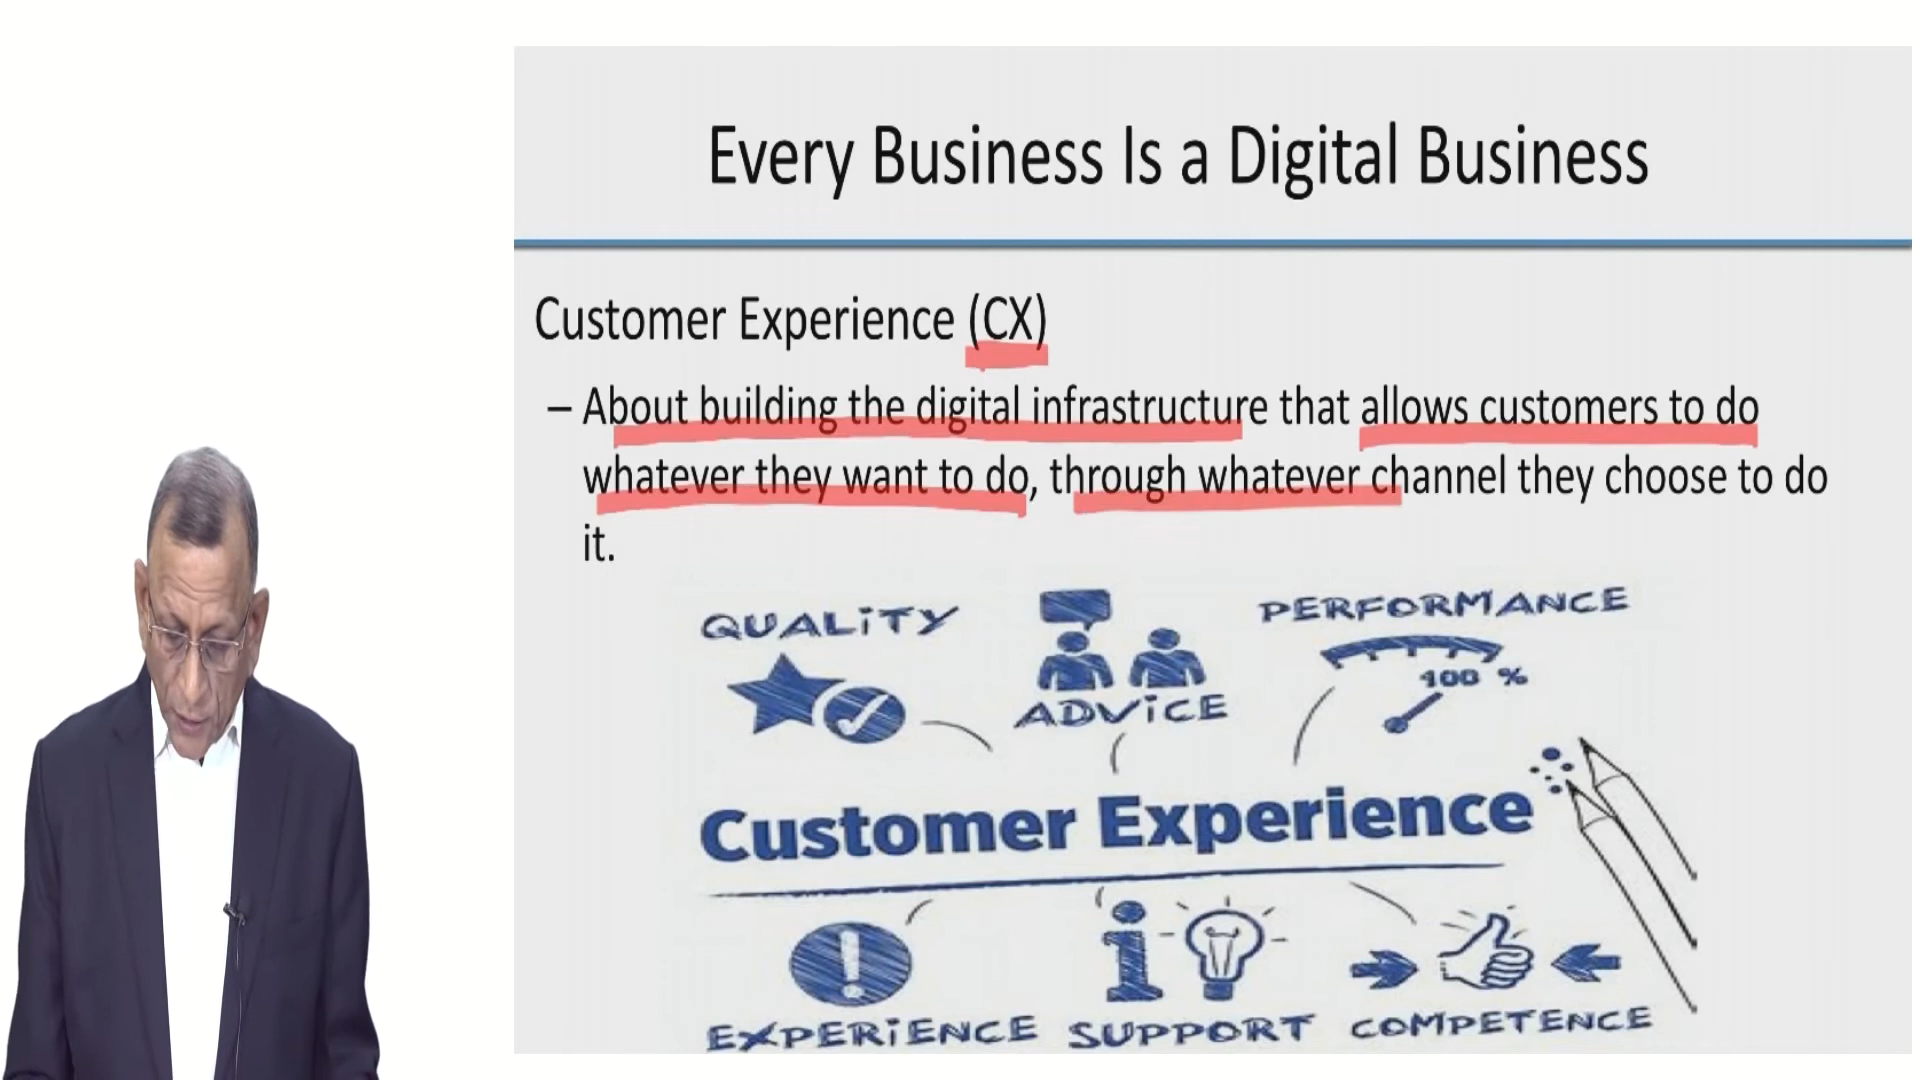 Every Business Is a Digital Business
Customer Experience (CX)
– About building the digital infrastructure that allows customers to do
whatever they want to do, through whatever channel they choose to do
it.
QUALiTY
ADViCE
PERFORMANCE
100 %
Customer Experience
EXPERiENCE
SUPPORT
COMPETENCE